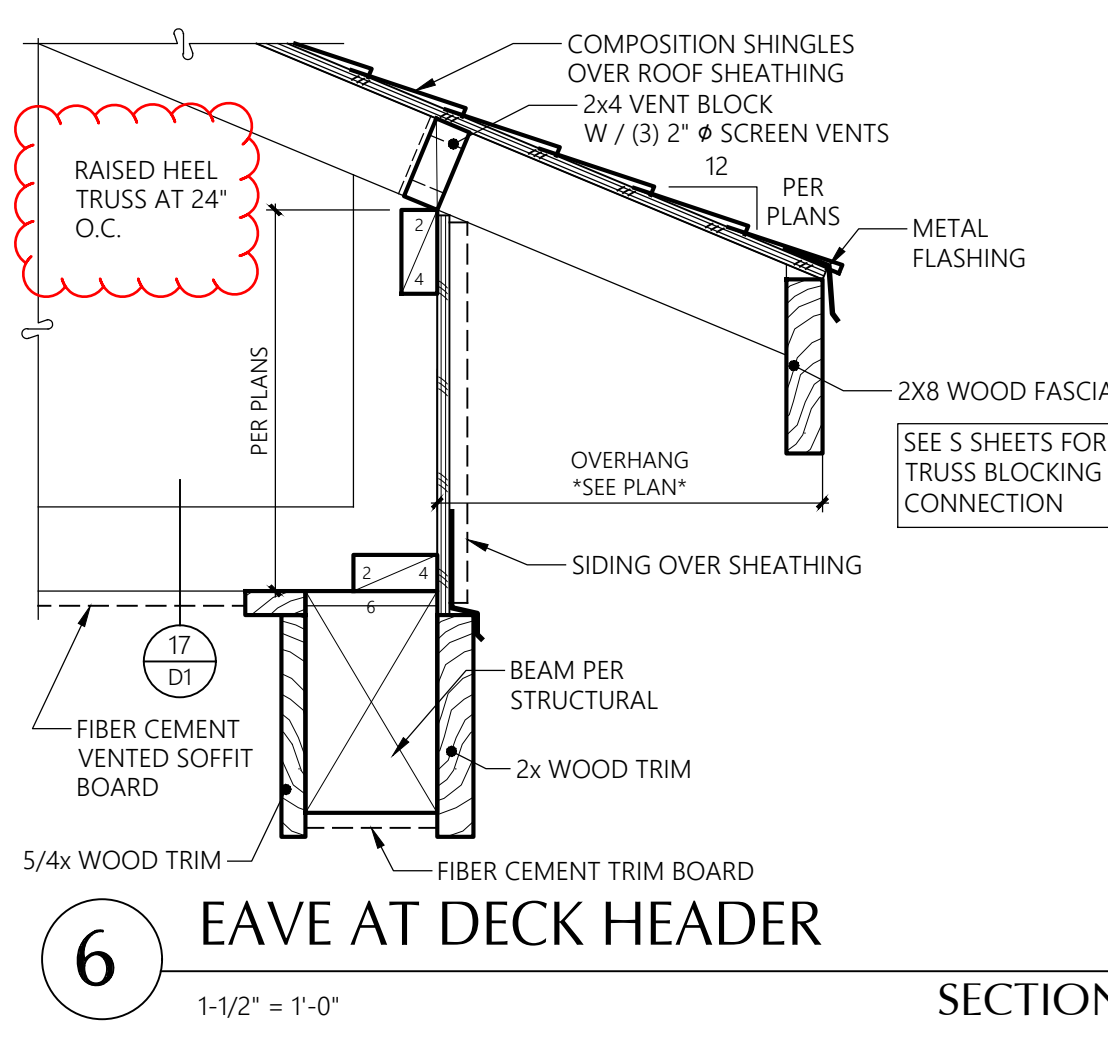 COMPOSITION SHINGLES
OVER ROOF SHEATHING
2x4 VENT BLOCK
W / (3) 2" ϕ SCREEN VENTS
12
PER
PLANS
METAL
FLASHING
RAISED HEEL
TRUSS AT 24"
O.C.
2
4
PER PLANS
2X8 WOOD FASCIA
SEE S SHEETS FOR
TRUSS BLOCKING
CONNECTION
OVERHANG
*SEE PLAN*
SIDING OVER SHEATHING
2 4
6
17
D1
BEAM PER
STRUCTURAL
FIBER CEMENT
VENTED SOFFIT
BOARD
2x WOOD TRIM
5/4x WOOD TRIM
FIBER CEMENT TRIM BOARD
6
EAVE AT DECK HEADER
1-1/2" = 1'-0"
SECTION